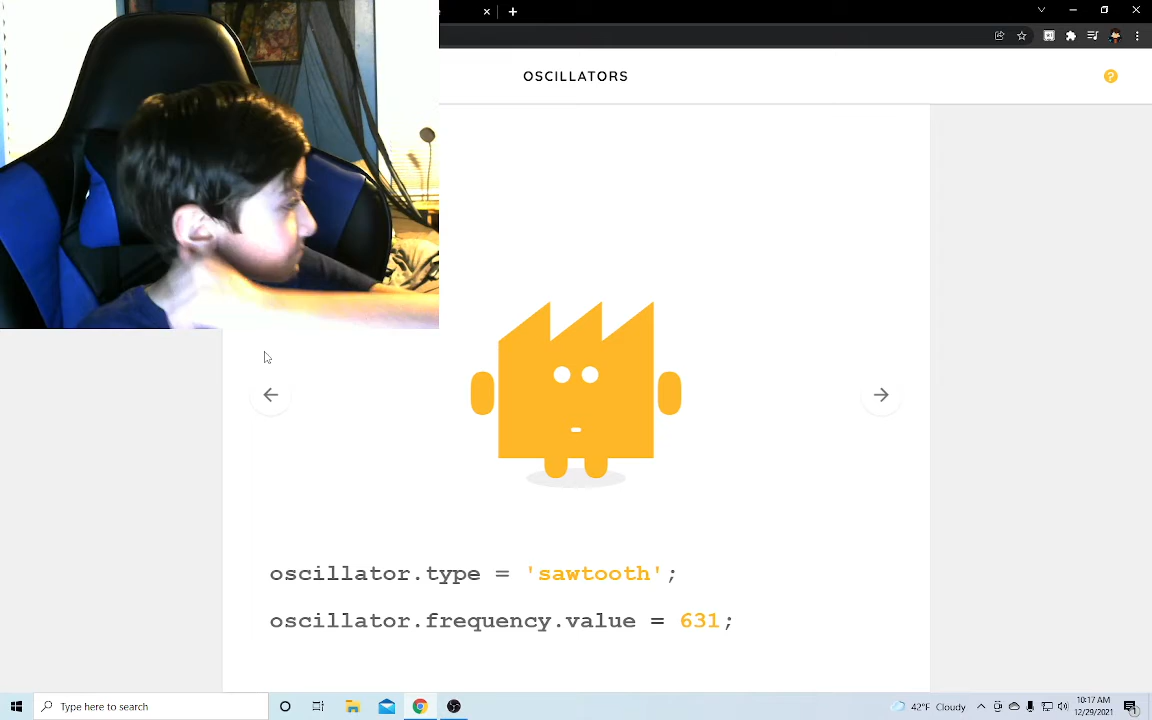 OSCILLATORS
?
oscillator.type = 'sawtooth';
oscillator.frequency.value = 631;
Type here to search
42°F Cloudy
10:17 AM
12/29/2021